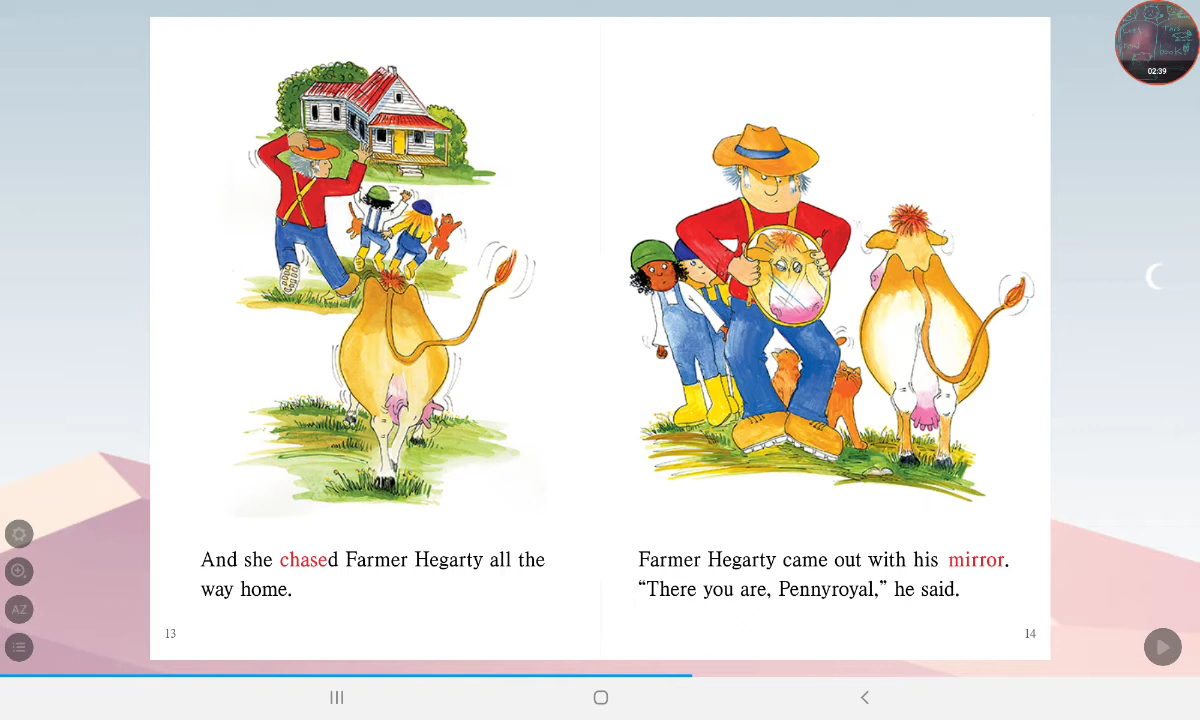 And she chased Farmer Hegarty all the
way home.
13
Farmer Hegarty came out with his mirror.
“There you are, Pennyroyal,” he said.
14
02:39
AZ